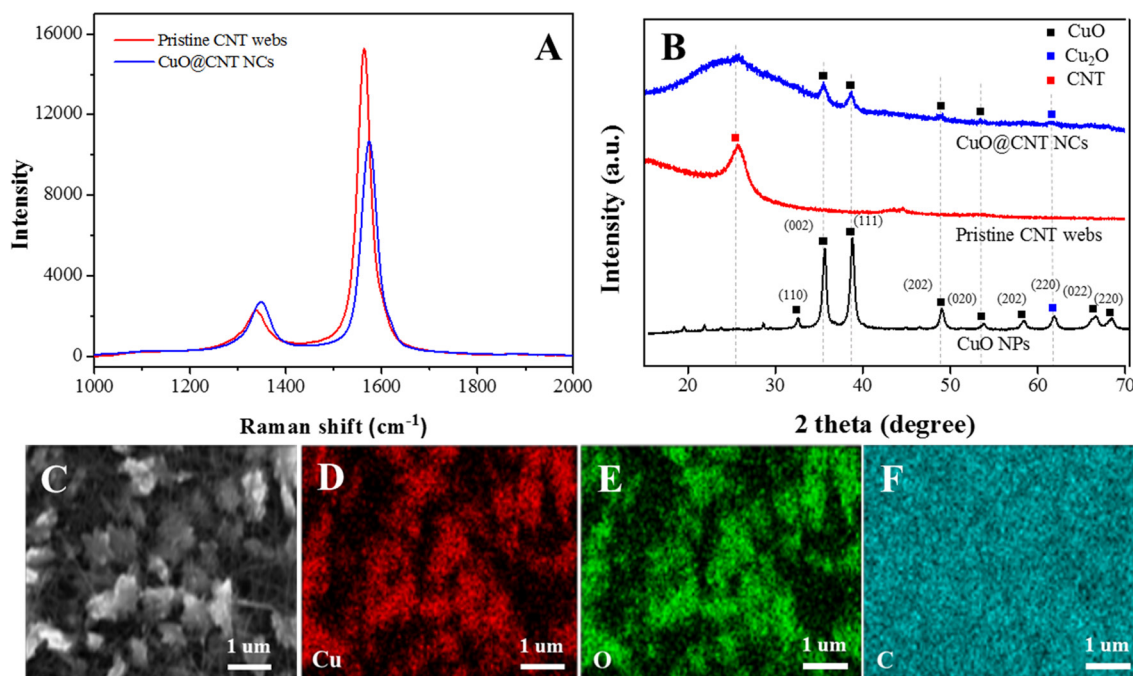 A
Pristine CNT webs
CuO@CNT NCs
16000
12000
8000
4000
0
Intensity
1000 1200 1400 1600 1800 2000
Raman shift (cm⁻¹)
B
CuO
Cu₂O
CNT
CuO@CNT NCs
Pristine CNT webs
(002) (111)
(110) (202) (020) (202) (220) (022) (220)
CuO NPs
Intensity (a.u.)
20 30 40 50 60 70
2 theta (degree)
C
1 um
D
Cu 1 um
E
O 1 um
F
C 1 um